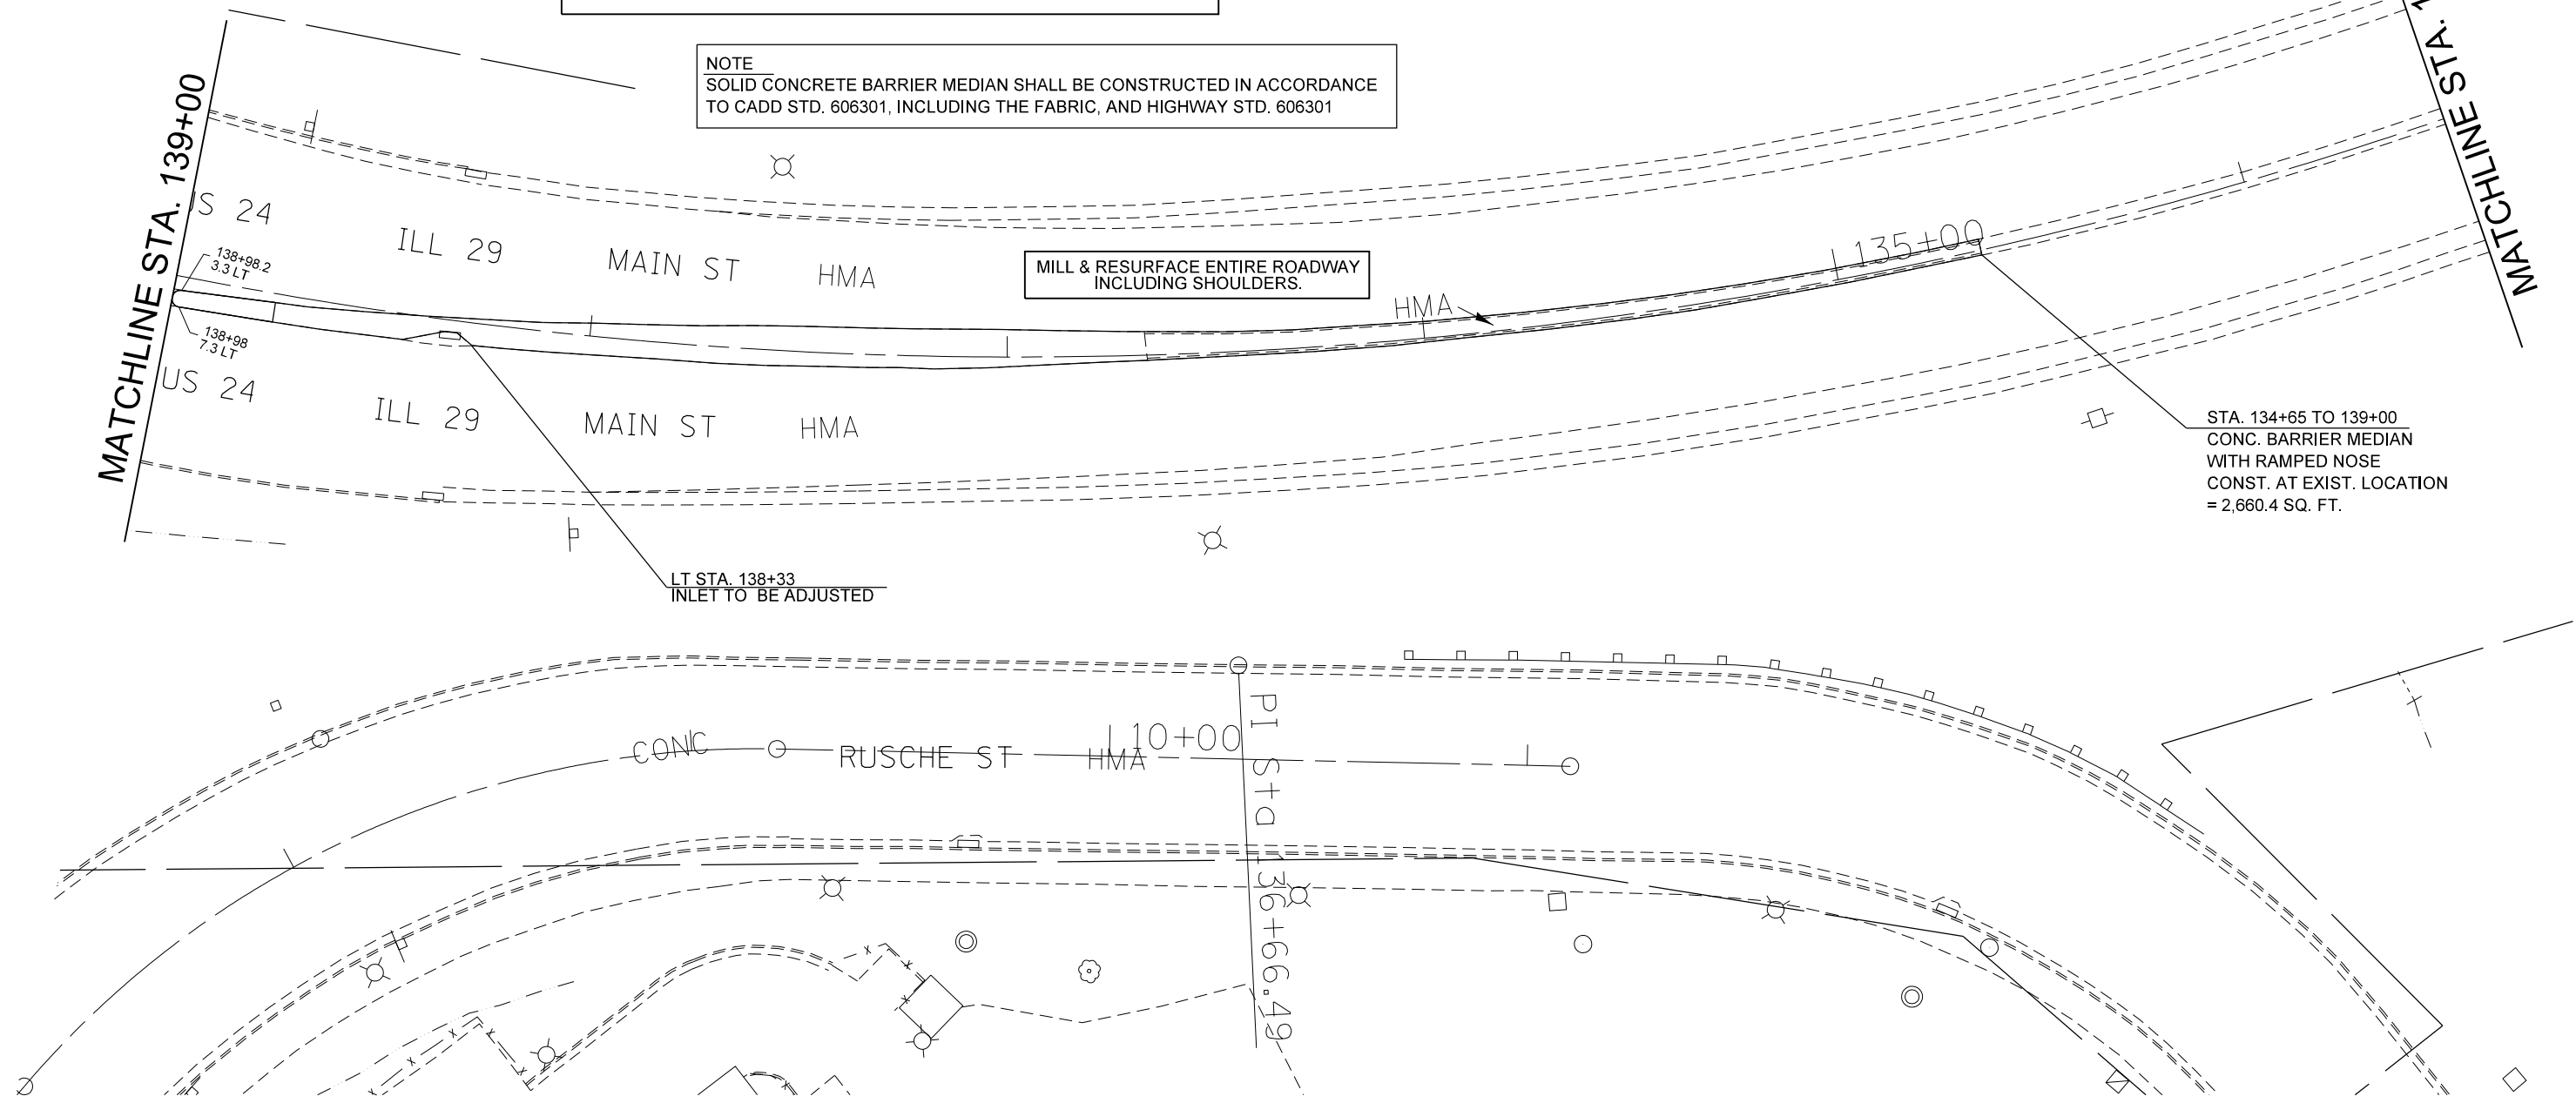 NOTE
SOLID CONCRETE BARRIER MEDIAN SHALL BE CONSTRUCTED IN ACCORDANCE
TO CADD STD. 606301, INCLUDING THE FABRIC, AND HIGHWAY STD. 606301
MATCHLINE STA. 139+00
MATCHLINE STA.
US 24
ILL 29
MAIN ST
HMA
138+98.2
3.3 LT
MILL & RESURFACE ENTIRE ROADWAY
INCLUDING SHOULDERS.
HMA
135+00
138+98
7.3 LT
US 24
ILL 29
MAIN ST
HMA
STA. 134+65 TO 139+00
CONC. BARRIER MEDIAN
WITH RAMPED NOSE
CONST. AT EXIST. LOCATION
= 2,660.4 SQ. FT.
LT STA. 138+33
INLET TO BE ADJUSTED
CONC
RUSCHE ST
HMA
10+00
PI Sta 136+66.49